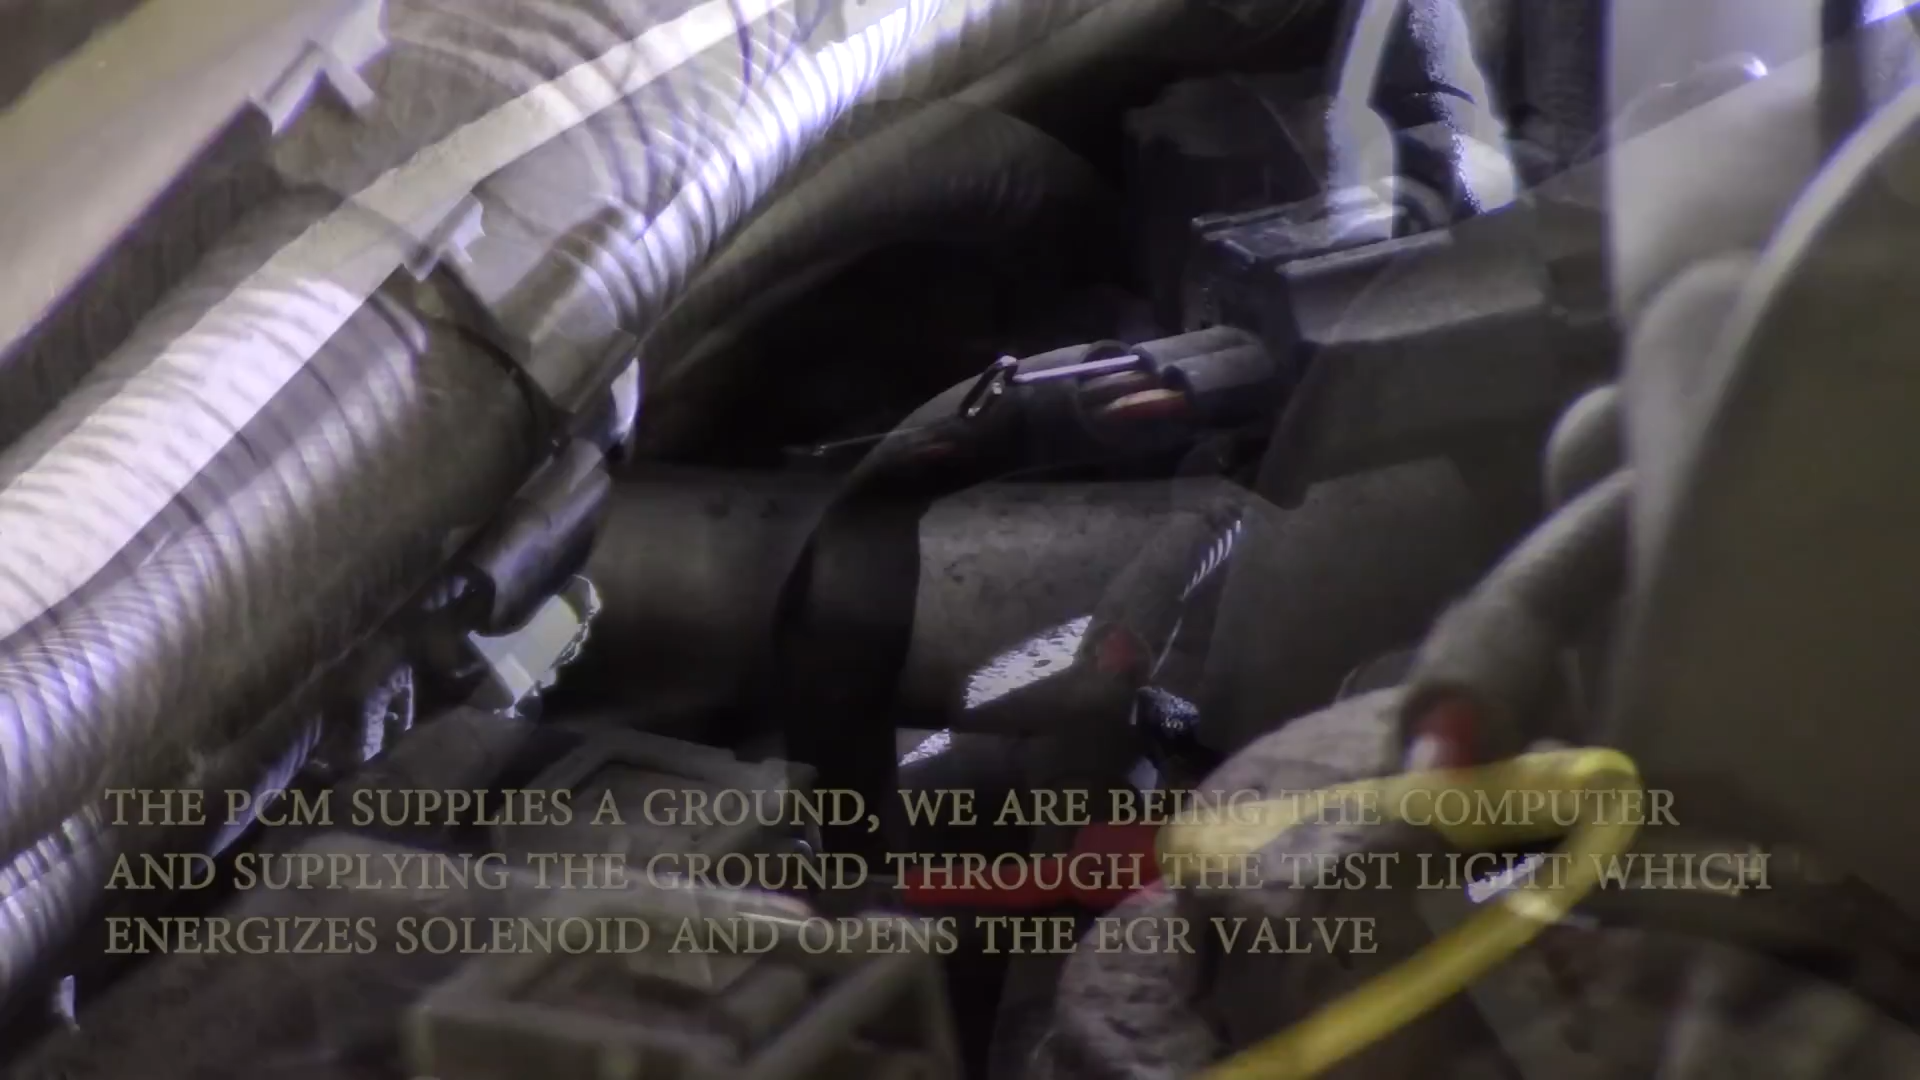 THE PCM SUPPLIES A GROUND, WE ARE BEING THE COMPUTER
AND SUPPLYING THE GROUND THROUGH THE TEST LIGHT WHICH
ENERGIZES SOLENOID AND OPENS THE EGR VALVE